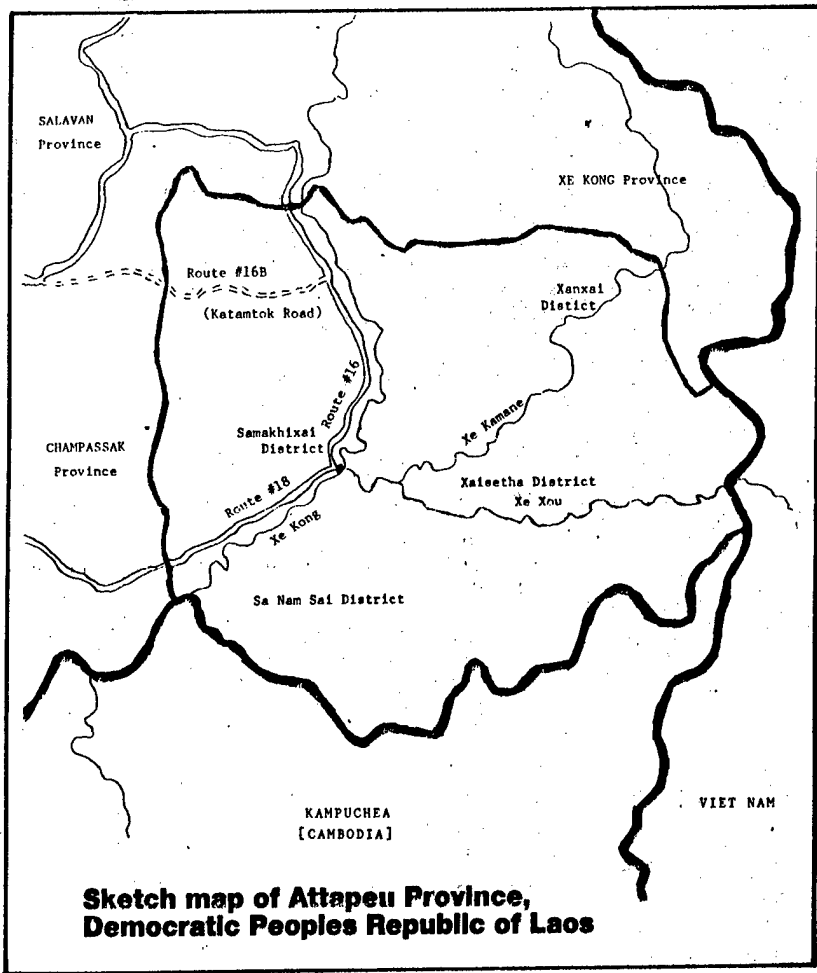 SALAVAN
Province
XE KONG Province
Route #16B
(Katamtok Road)
Xanxai
Distict
Route #16
Xe Kamane
Samakhixai
District
CHAMPASSAK
Province
Xaisetha District
Xe Xou
Route #18
Xe Kong
Sa Nam Sai District
VIET NAM
KAMPUCHEA
[CAMBODIA]
Sketch map of Attapeu Province,
Democratic Peoples Republic of Laos